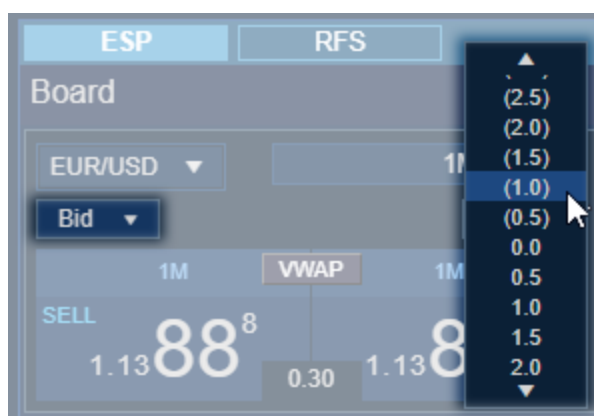 ESP RFS
Board
EUR/USD ▼
Bid ▼
1M VWAP 1M
SELL
1.13 88 8
0.30
1.13 8
▲
(2.5)
(2.0)
(1.5)
(1.0)
(0.5)
0.0
0.5
1.0
1.5
2.0
▼